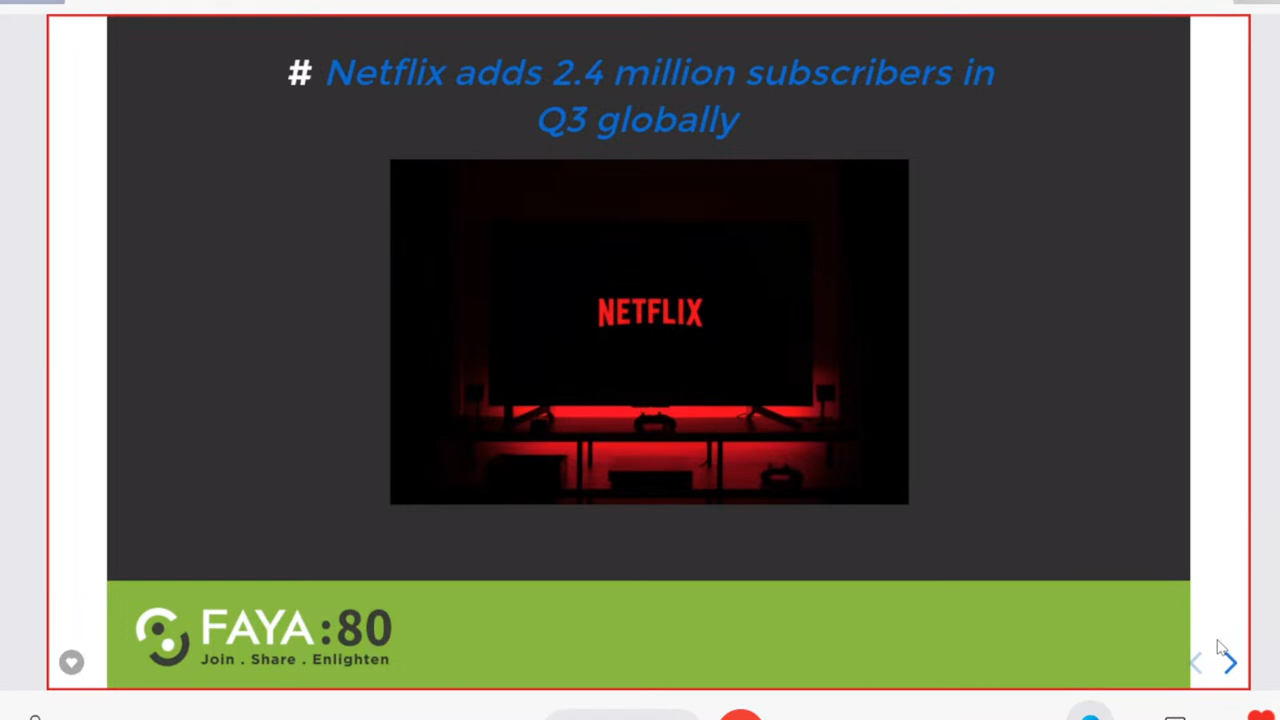 # Netflix adds 2.4 million subscribers in
Q3 globally
NETFLIX
FAYA:80
Join . Share . Enlighten